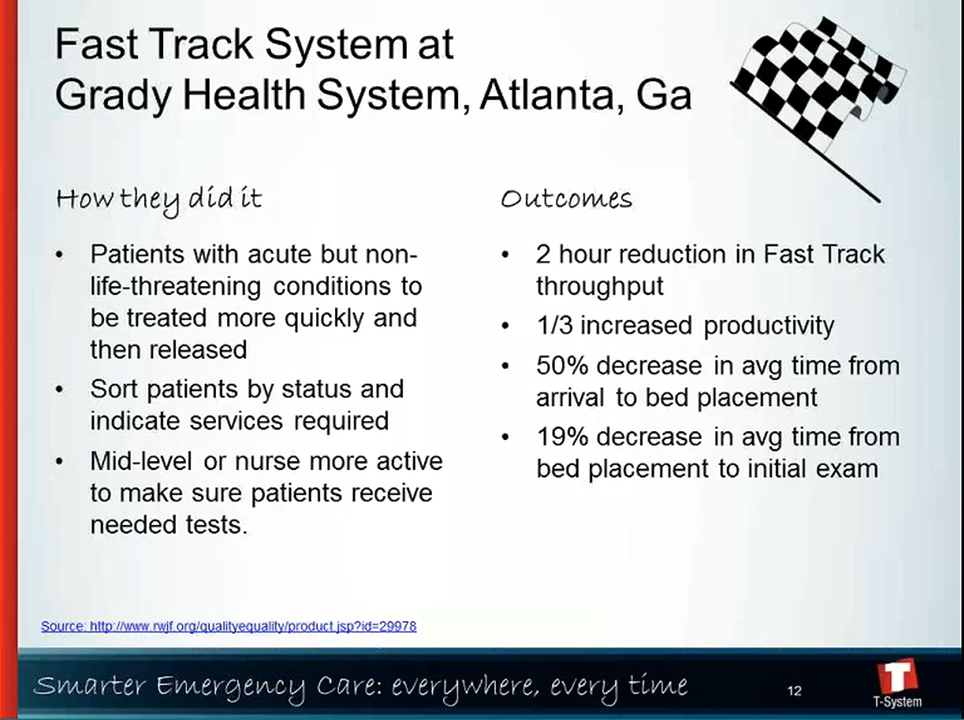 Fast Track System at
Grady Health System, Atlanta, Ga
How they did it
• Patients with acute but non-
life-threatening conditions to
be treated more quickly and
then released
• Sort patients by status and
indicate services required
• Mid-level or nurse more active
to make sure patients receive
needed tests.
Outcomes
• 2 hour reduction in Fast Track
throughput
• 1/3 increased productivity
• 50% decrease in avg time from
arrival to bed placement
• 19% decrease in avg time from
bed placement to initial exam
Source: http://www.rwjf.org/qualityequality/product.jsp?id=29978
Smarter Emergency Care: everywhere, every time
12
T
T-System